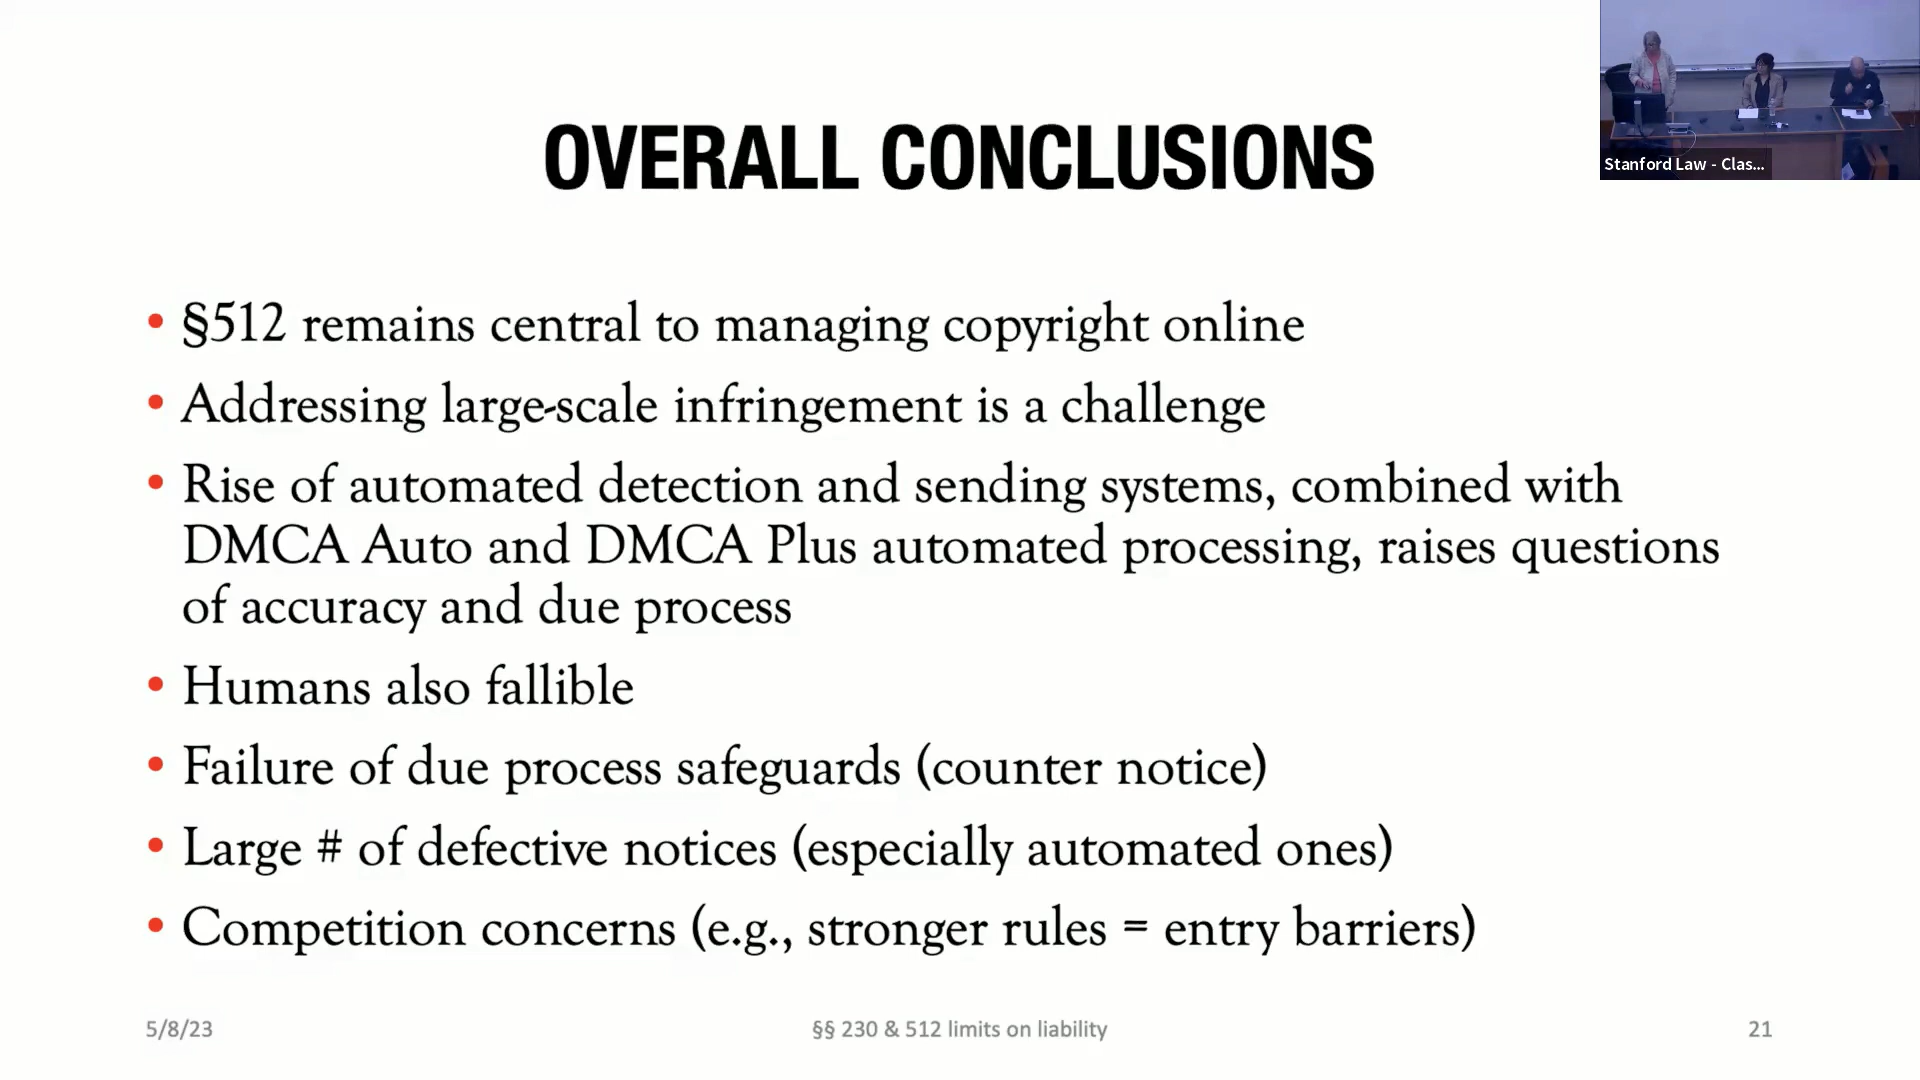 Stanford Law - Clas...
OVERALL CONCLUSIONS
• §512 remains central to managing copyright online
• Addressing large-scale infringement is a challenge
• Rise of automated detection and sending systems, combined with
DMCA Auto and DMCA Plus automated processing, raises questions
of accuracy and due process
• Humans also fallible
• Failure of due process safeguards (counter notice)
• Large # of defective notices (especially automated ones)
• Competition concerns (e.g., stronger rules = entry barriers)
5/8/23
§§ 230 & 512 limits on liability
21